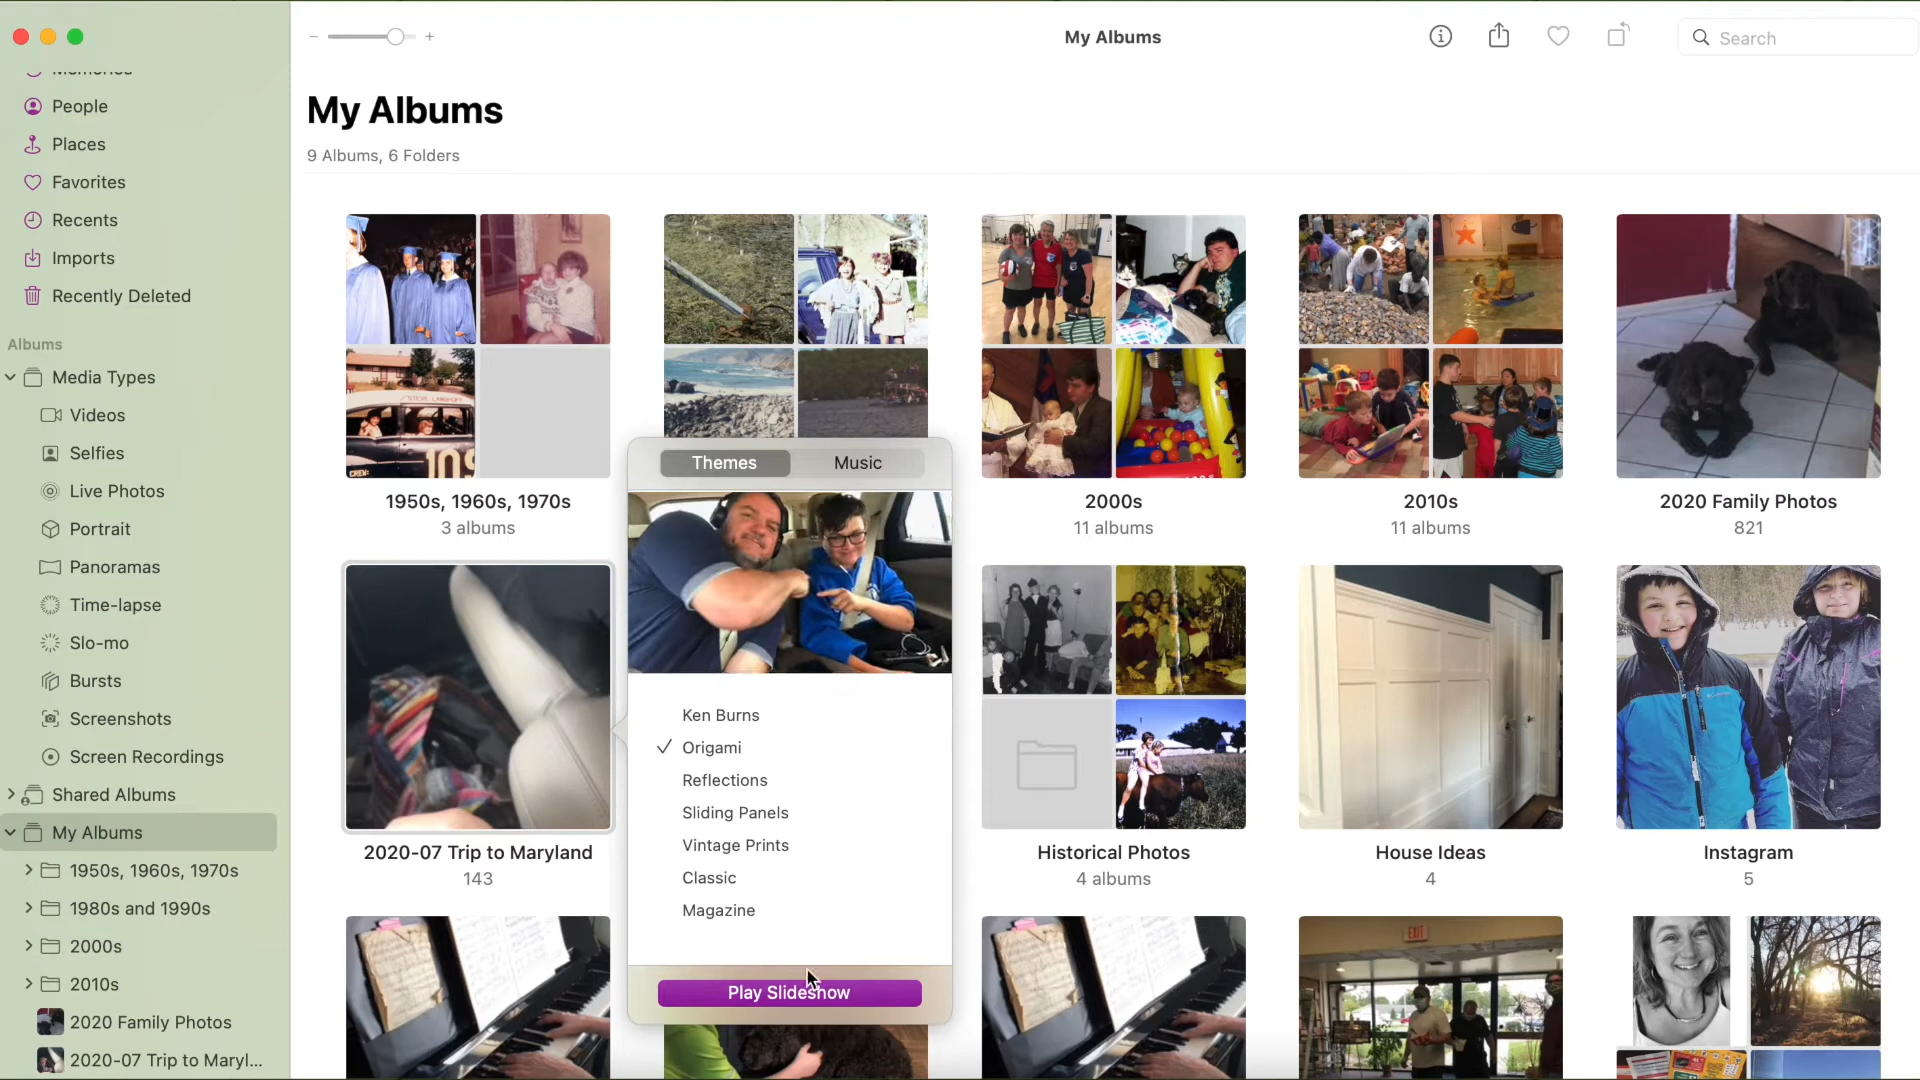 My Albums
Search
Memories
People
Places
Favorites
Recents
Imports
Recently Deleted
Albums
Media Types
Videos
Selfies
Live Photos
Portrait
Panoramas
Time-lapse
Slo-mo
Bursts
Screenshots
Screen Recordings
Shared Albums
My Albums
1950s, 1960s, 1970s
1980s and 1990s
2000s
2010s
2020 Family Photos
2020-07 Trip to Maryl...
My Albums
9 Albums, 6 Folders
1950s, 1960s, 1970s
3 albums
2000s
11 albums
2010s
11 albums
2020 Family Photos
821
Themes
Music
Ken Burns
Origami
Reflections
Sliding Panels
Vintage Prints
Classic
Magazine
Play Slideshow
2020-07 Trip to Maryland
143
Historical Photos
4 albums
House Ideas
4
Instagram
5
EXIT